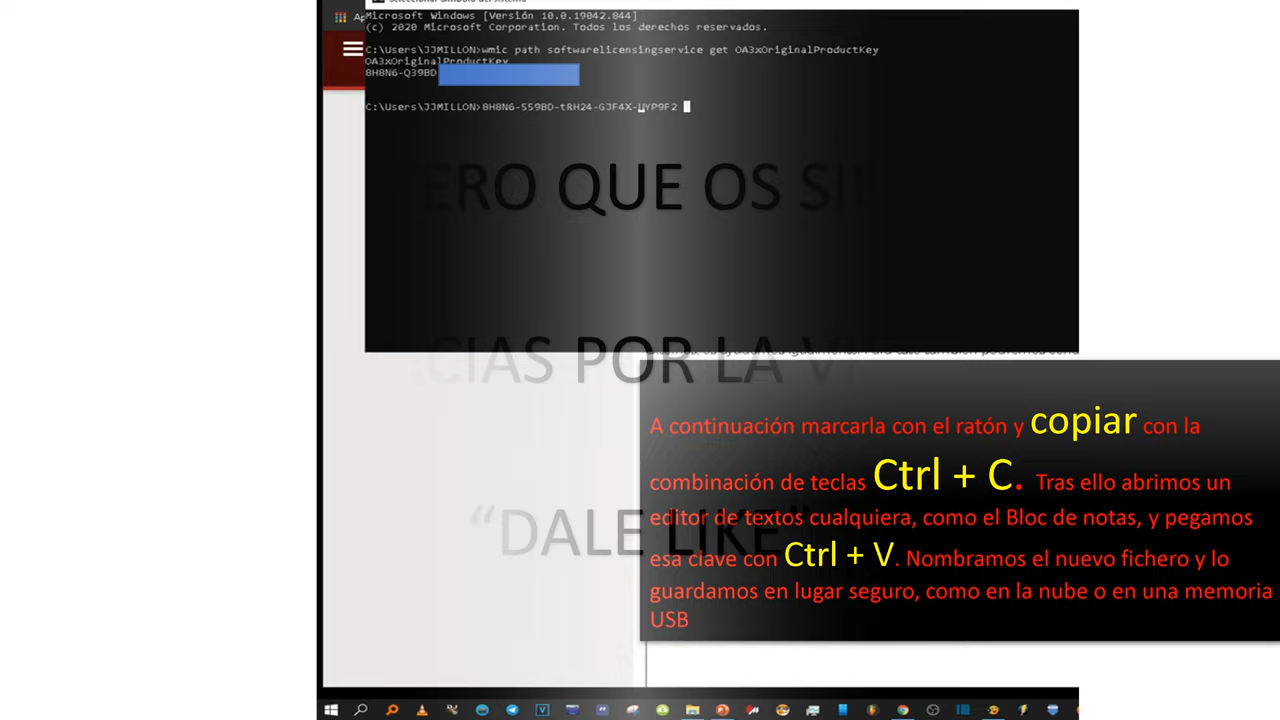 Microsoft Windows [Versión 10.0.19042.844]
(c) 2020 Microsoft Corporation. Todos los derechos reservados.
C:\Users\JJMILLON>wmic path softwarelicensingservice get OA3xOriginalProductKey
OA3xOriginalProductKey
8H8N6-Q39BD
C:\Users\JJMILLON>8H8N6-559BD-tRH24-GJF4X-UYP9F2
ERO QUE OS SI
CIAS POR LA VI
"DALE LIKE"
A continuación marcarla con el ratón y copiar con la
combinación de teclas Ctrl + C. Tras ello abrimos un
editor de textos cualquiera, como el Bloc de notas, y pegamos
esa clave con Ctrl + V. Nombramos el nuevo fichero y lo
guardamos en lugar seguro, como en la nube o en una memoria
USB